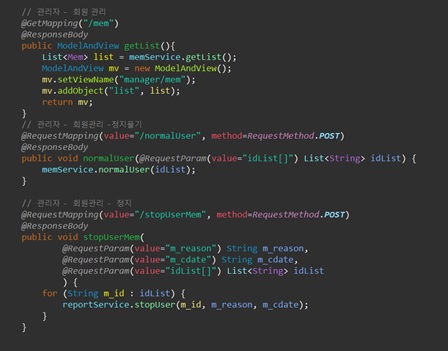 // 관리자 - 회원 관리
@GetMapping("/mem")
@ResponseBody
public ModelAndView getList(){
List<Mem> list = memService.getList();
ModelAndView mv = new ModelAndView();
mv.setViewName("manager/mem");
mv.addObject("list", list);
return mv;
}
// 관리자 - 회원관리 -정지풀기
@RequestMapping(value="/normalUser", method=RequestMethod.POST)
@ResponseBody
public void normalUser(@RequestParam(value="idList[]") List<String> idList) {
memService.normalUser(idList);
}
// 관리자 - 회원관리 - 정지
@RequestMapping(value="/stopUserMem", method=RequestMethod.POST)
@ResponseBody
public void stopUserMem(
@RequestParam(value="m_reason") String m_reason,
@RequestParam(value="m_cdate") String m_cdate,
@RequestParam(value="idList[]") List<String> idList
) {
for (String m_id : idList) {
reportService.stopUser(m_id, m_reason, m_cdate);
}
}